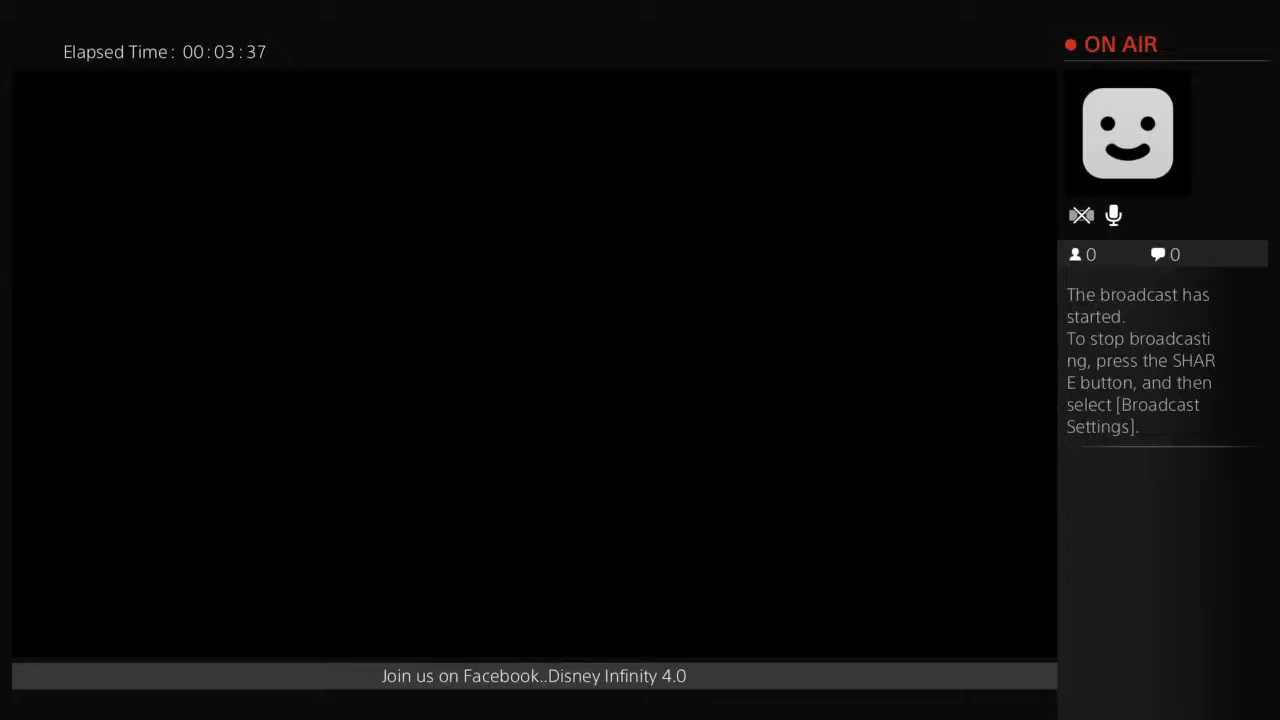 Elapsed Time: 00:03:37
ON AIR
0 0
The broadcast has
started.
To stop broadcasti
ng, press the SHAR
E button, and then
select [Broadcast
Settings].
Join us on Facebook..Disney Infinity 4.0